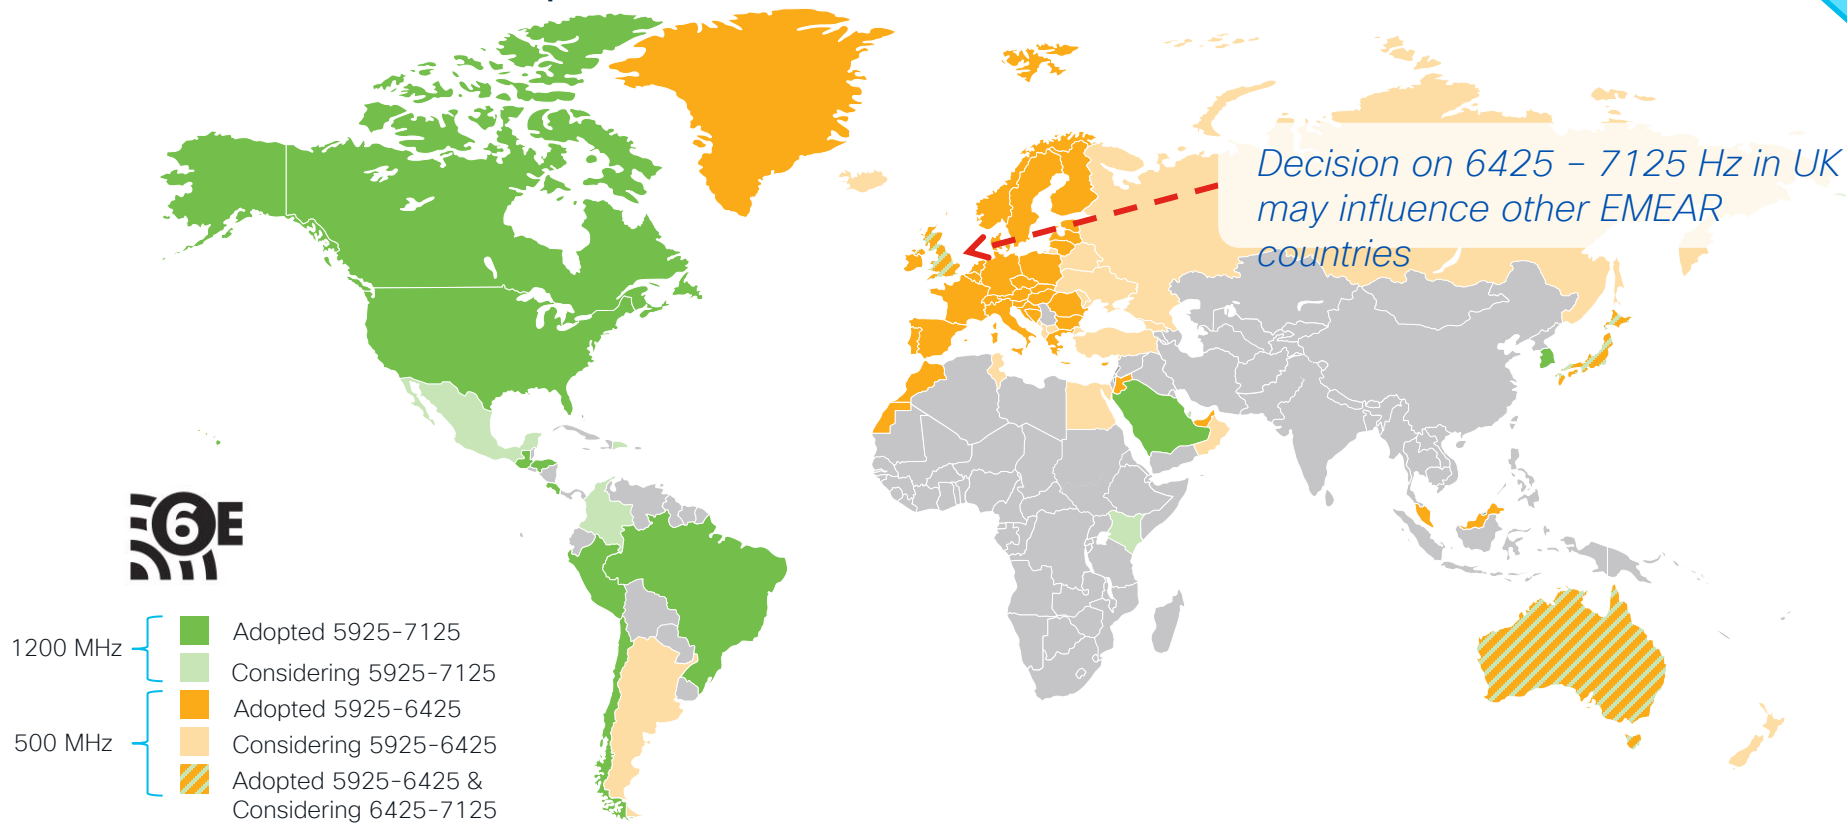 Decision on 6425 – 7125 Hz in UK
may influence other EMEAR
countries
6E
1200 MHz
Adopted 5925-7125
Considering 5925-7125
500 MHz
Adopted 5925-6425
Considering 5925-6425
Adopted 5925-6425 &
Considering 6425-7125